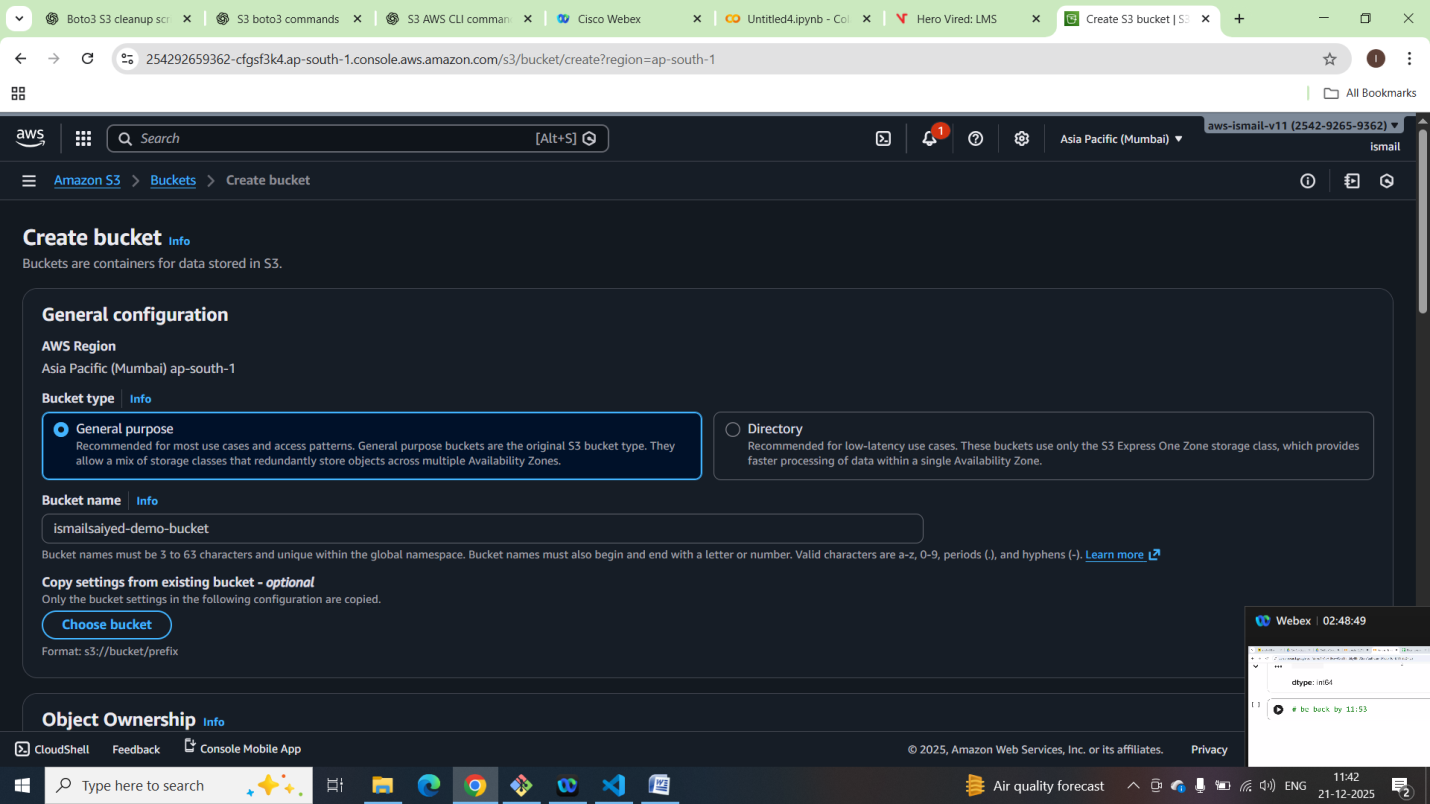 Boto3 S3 cleanup scr
S3 boto3 commands
S3 AWS CLI comman
Cisco Webex
Untitled4.ipynb - Col
Hero Vired: LMS
Create S3 bucket | S3
254292659362-cfgsf3k4.ap-south-1.console.aws.amazon.com/s3/bucket/create?region=ap-south-1
I
All Bookmarks
aws
Search
[Alt+S]
1
Asia Pacific (Mumbai)
aws-ismail-v11 (2542-9265-9362)
ismail
Amazon S3
Buckets
Create bucket
Create bucket Info
Buckets are containers for data stored in S3.
General configuration
AWS Region
Asia Pacific (Mumbai) ap-south-1
Bucket type
Info
General purpose
Recommended for most use cases and access patterns. General purpose buckets are the original S3 bucket type. They
allow a mix of storage classes that redundantly store objects across multiple Availability Zones.
Directory
Recommended for low-latency use cases. These buckets use only the S3 Express One Zone storage class, which provides
faster processing of data within a single Availability Zone.
Bucket name
Info
ismailsaiyed-demo-bucket
Bucket names must be 3 to 63 characters and unique within the global namespace. Bucket names must also begin and end with a letter or number. Valid characters are a-z, 0-9, periods (.), and hyphens (-). Learn more
Copy settings from existing bucket - optional
Only the bucket settings in the following configuration are copied.
Choose bucket
Format: s3://bucket/prefix
Object Ownership Info
Webex
02:48:49
dtype: int64
[ ]
# be back by 11:53
CloudShell
Feedback
Console Mobile App
© 2025, Amazon Web Services, Inc. or its affiliates.
Privacy
Type here to search
Air quality forecast
ENG
11:42
21-12-2025
2